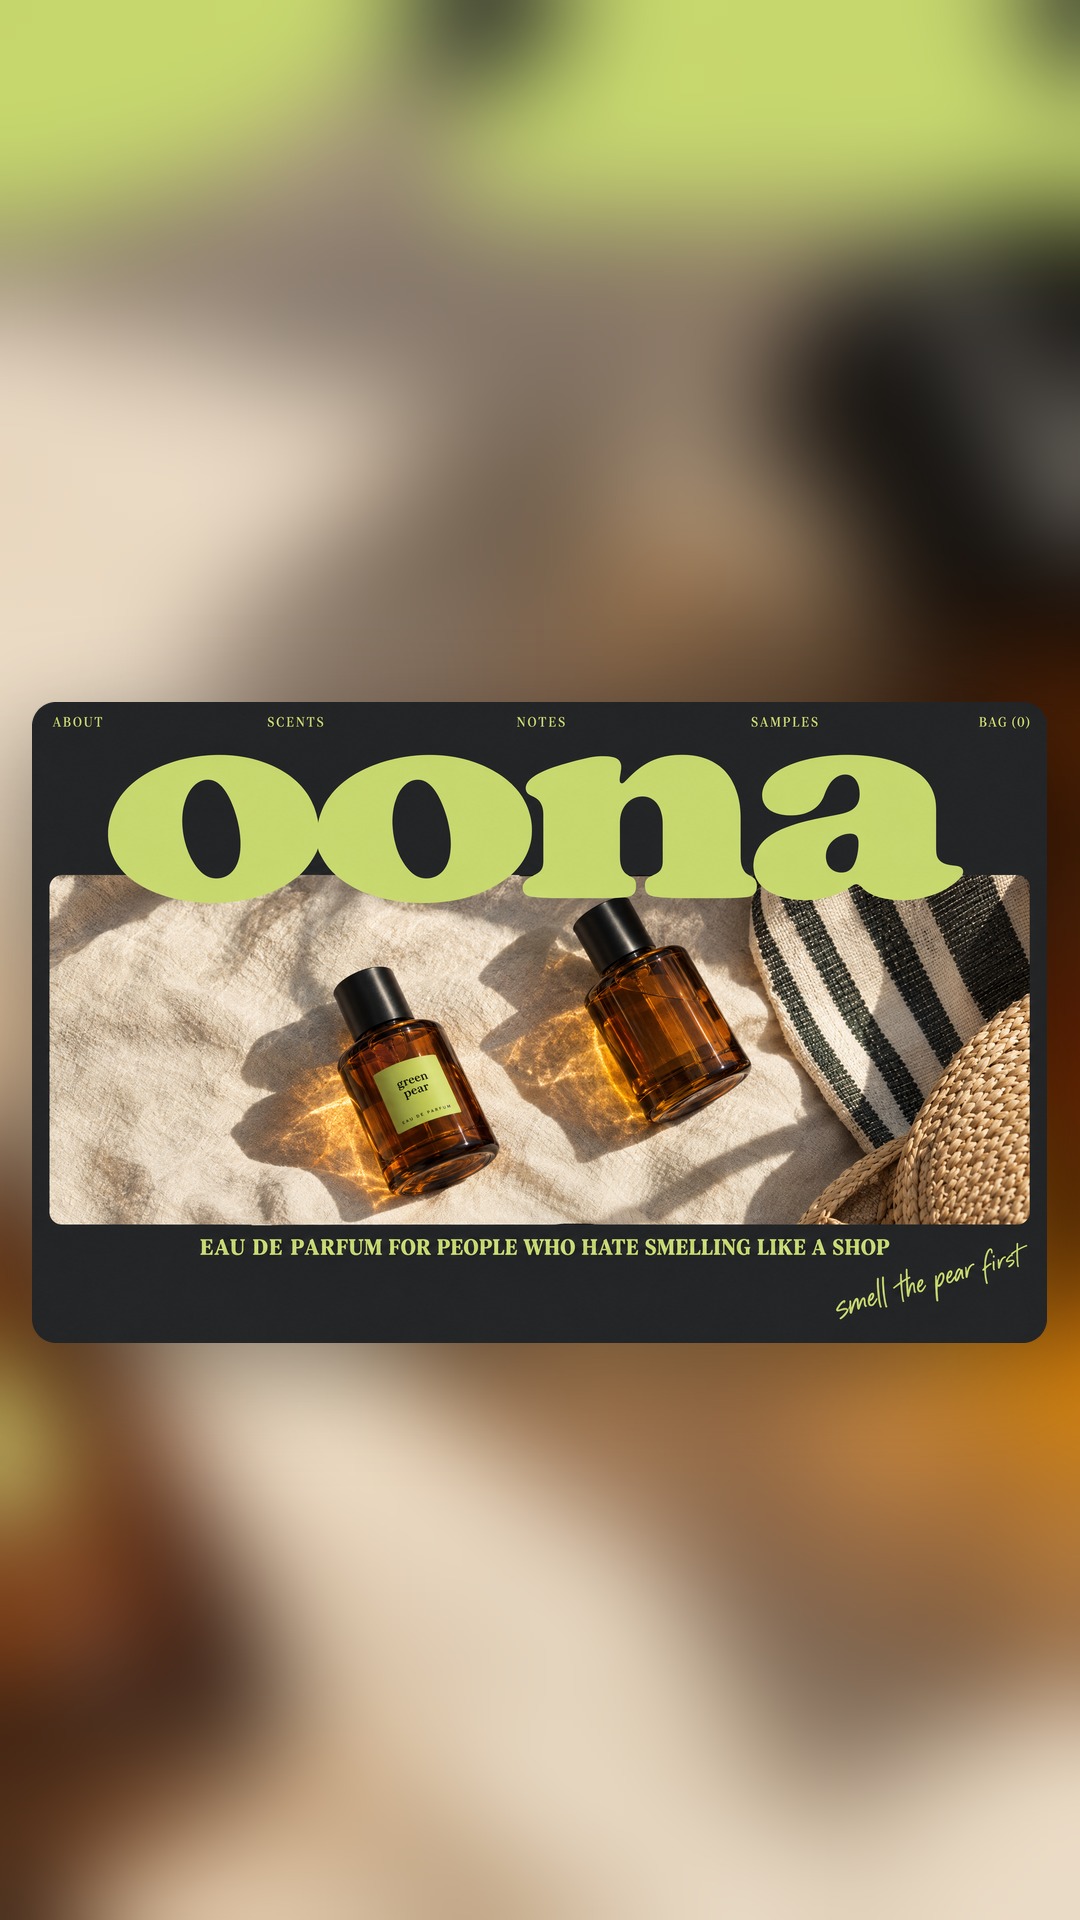 ABOUT
SCENTS
NOTES
SAMPLES
BAG (0)
oona
green
pear
EAU DE PARFUM
EAU DE PARFUM FOR PEOPLE WHO HATE SMELLING LIKE A SHOP
smell the pear first